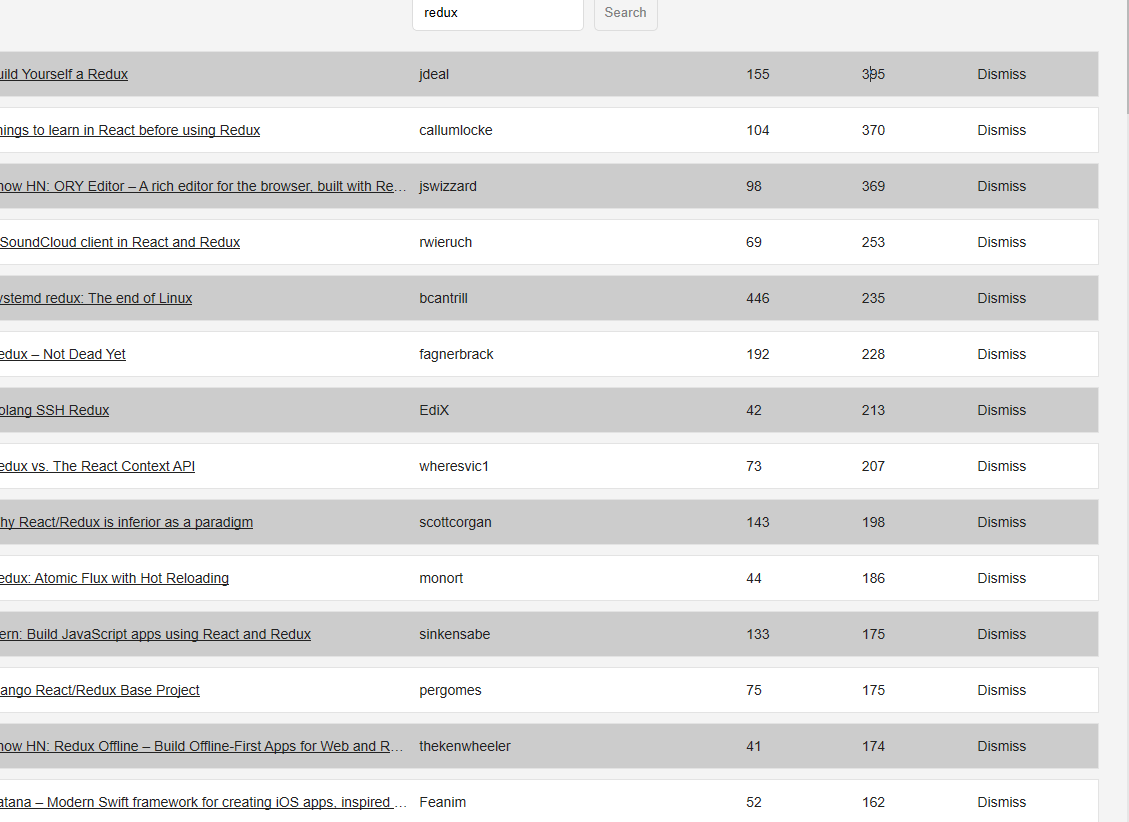 redux Search
uild Yourself a Redux jdeal 155 395 Dismiss
hings to learn in React before using Redux callumlocke 104 370 Dismiss
how HN: ORY Editor – A rich editor for the browser, built with Re... jswizzard 98 369 Dismiss
SoundCloud client in React and Redux rwieruch 69 253 Dismiss
ystemd redux: The end of Linux bcantrill 446 235 Dismiss
edux – Not Dead Yet fagnerbrack 192 228 Dismiss
olang SSH Redux EdiX 42 213 Dismiss
edux vs. The React Context API wheresvic1 73 207 Dismiss
hy React/Redux is inferior as a paradigm scottcorgan 143 198 Dismiss
edux: Atomic Flux with Hot Reloading monort 44 186 Dismiss
ern: Build JavaScript apps using React and Redux sinkensabe 133 175 Dismiss
ango React/Redux Base Project pergomes 75 175 Dismiss
how HN: Redux Offline – Build Offline-First Apps for Web and R... thekenwheeler 41 174 Dismiss
atana – Modern Swift framework for creating iOS apps, inspired ... Feanim 52 162 Dismiss